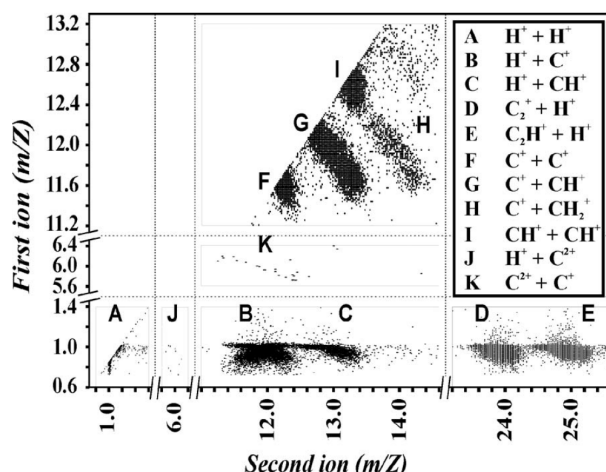 13.2
12.8
12.4
12.0
11.6
11.2
6.4
6.0
5.6
1.4
1.0
0.6
First ion (m/Z)
I
G
H
F
K
A
J
B
C
D
E
A H⁺ + H⁺
B H⁺ + C⁺
C H⁺ + CH⁺
D C₂⁺ + H⁺
E C₂H⁺ + H⁺
F C⁺ + C⁺
G C⁺ + CH⁺
H C⁺ + CH₂⁺
I CH⁺ + CH⁺
J H⁺ + C²⁺
K C²⁺ + C⁺
1.0
6.0
12.0
13.0
14.0
24.0
25.0
Second ion (m/Z)